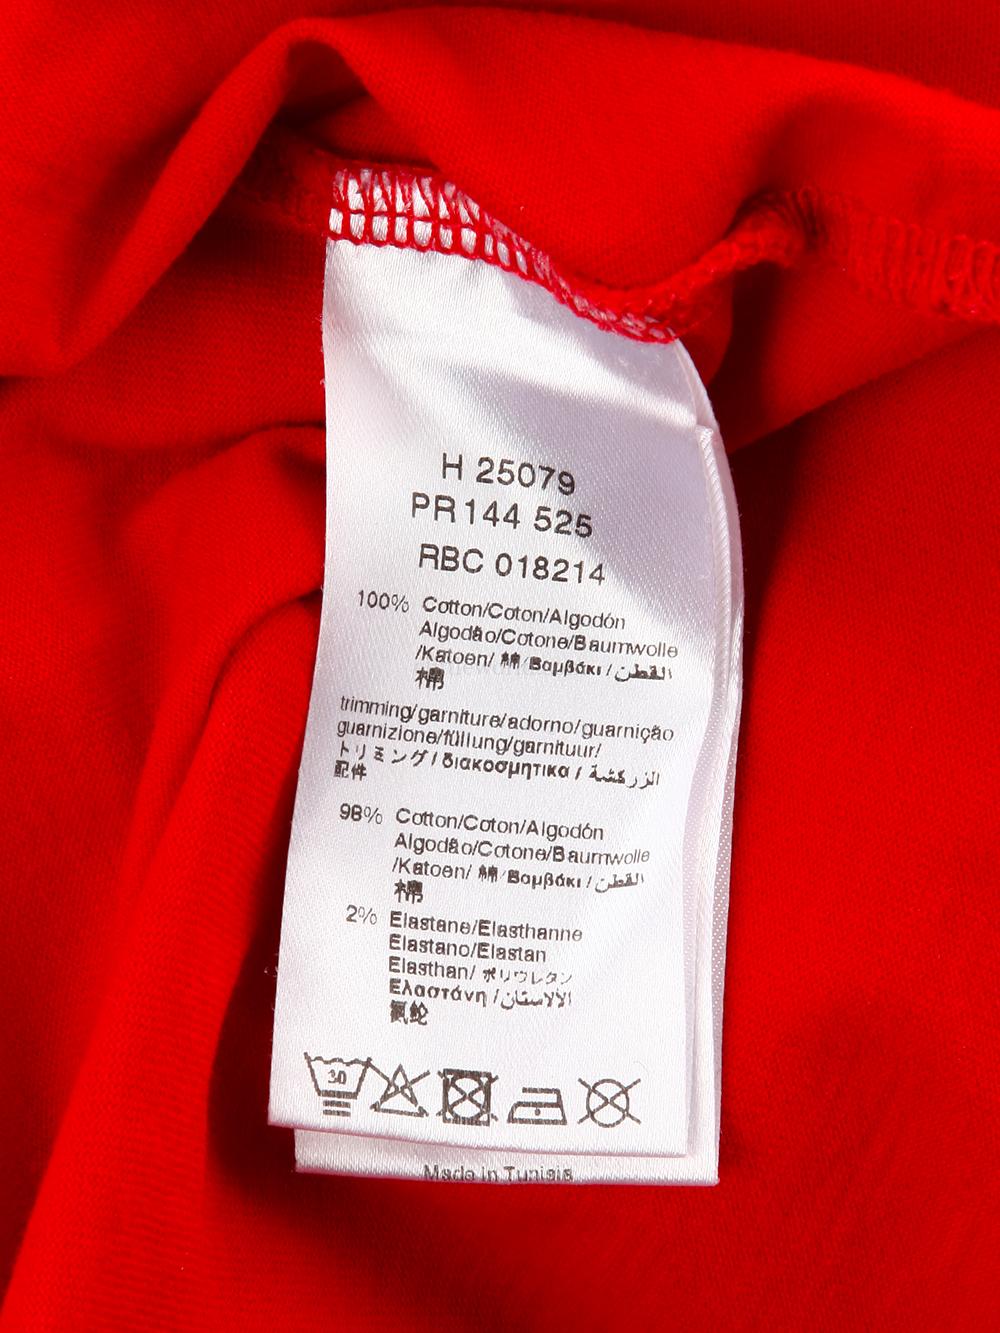 H 25079
PR144 525
RBC 018214
100% Cotton/Coton/Algodón
Algodão/Cotone/Baumwolle
/Katoen/ 綿/Βαμβάκι / القطن
棉
trimming/garniture/adorno/guarnição
guarnizione/füllung/garnituur/
トリミング/διακοσμητικα / الزركشة
配件
98% Cotton/Coton/Algodón
Algodão/Cotone/Baumwolle
/Katoen/ 綿/Βαμβάκι / القطن
棉
2% Elastane/Elasthanne
Elastano/Elastan
Elasthan/ ポリウレタン
Ελαστάνη /الألاستان
氨纶
30
Made in Tunisia